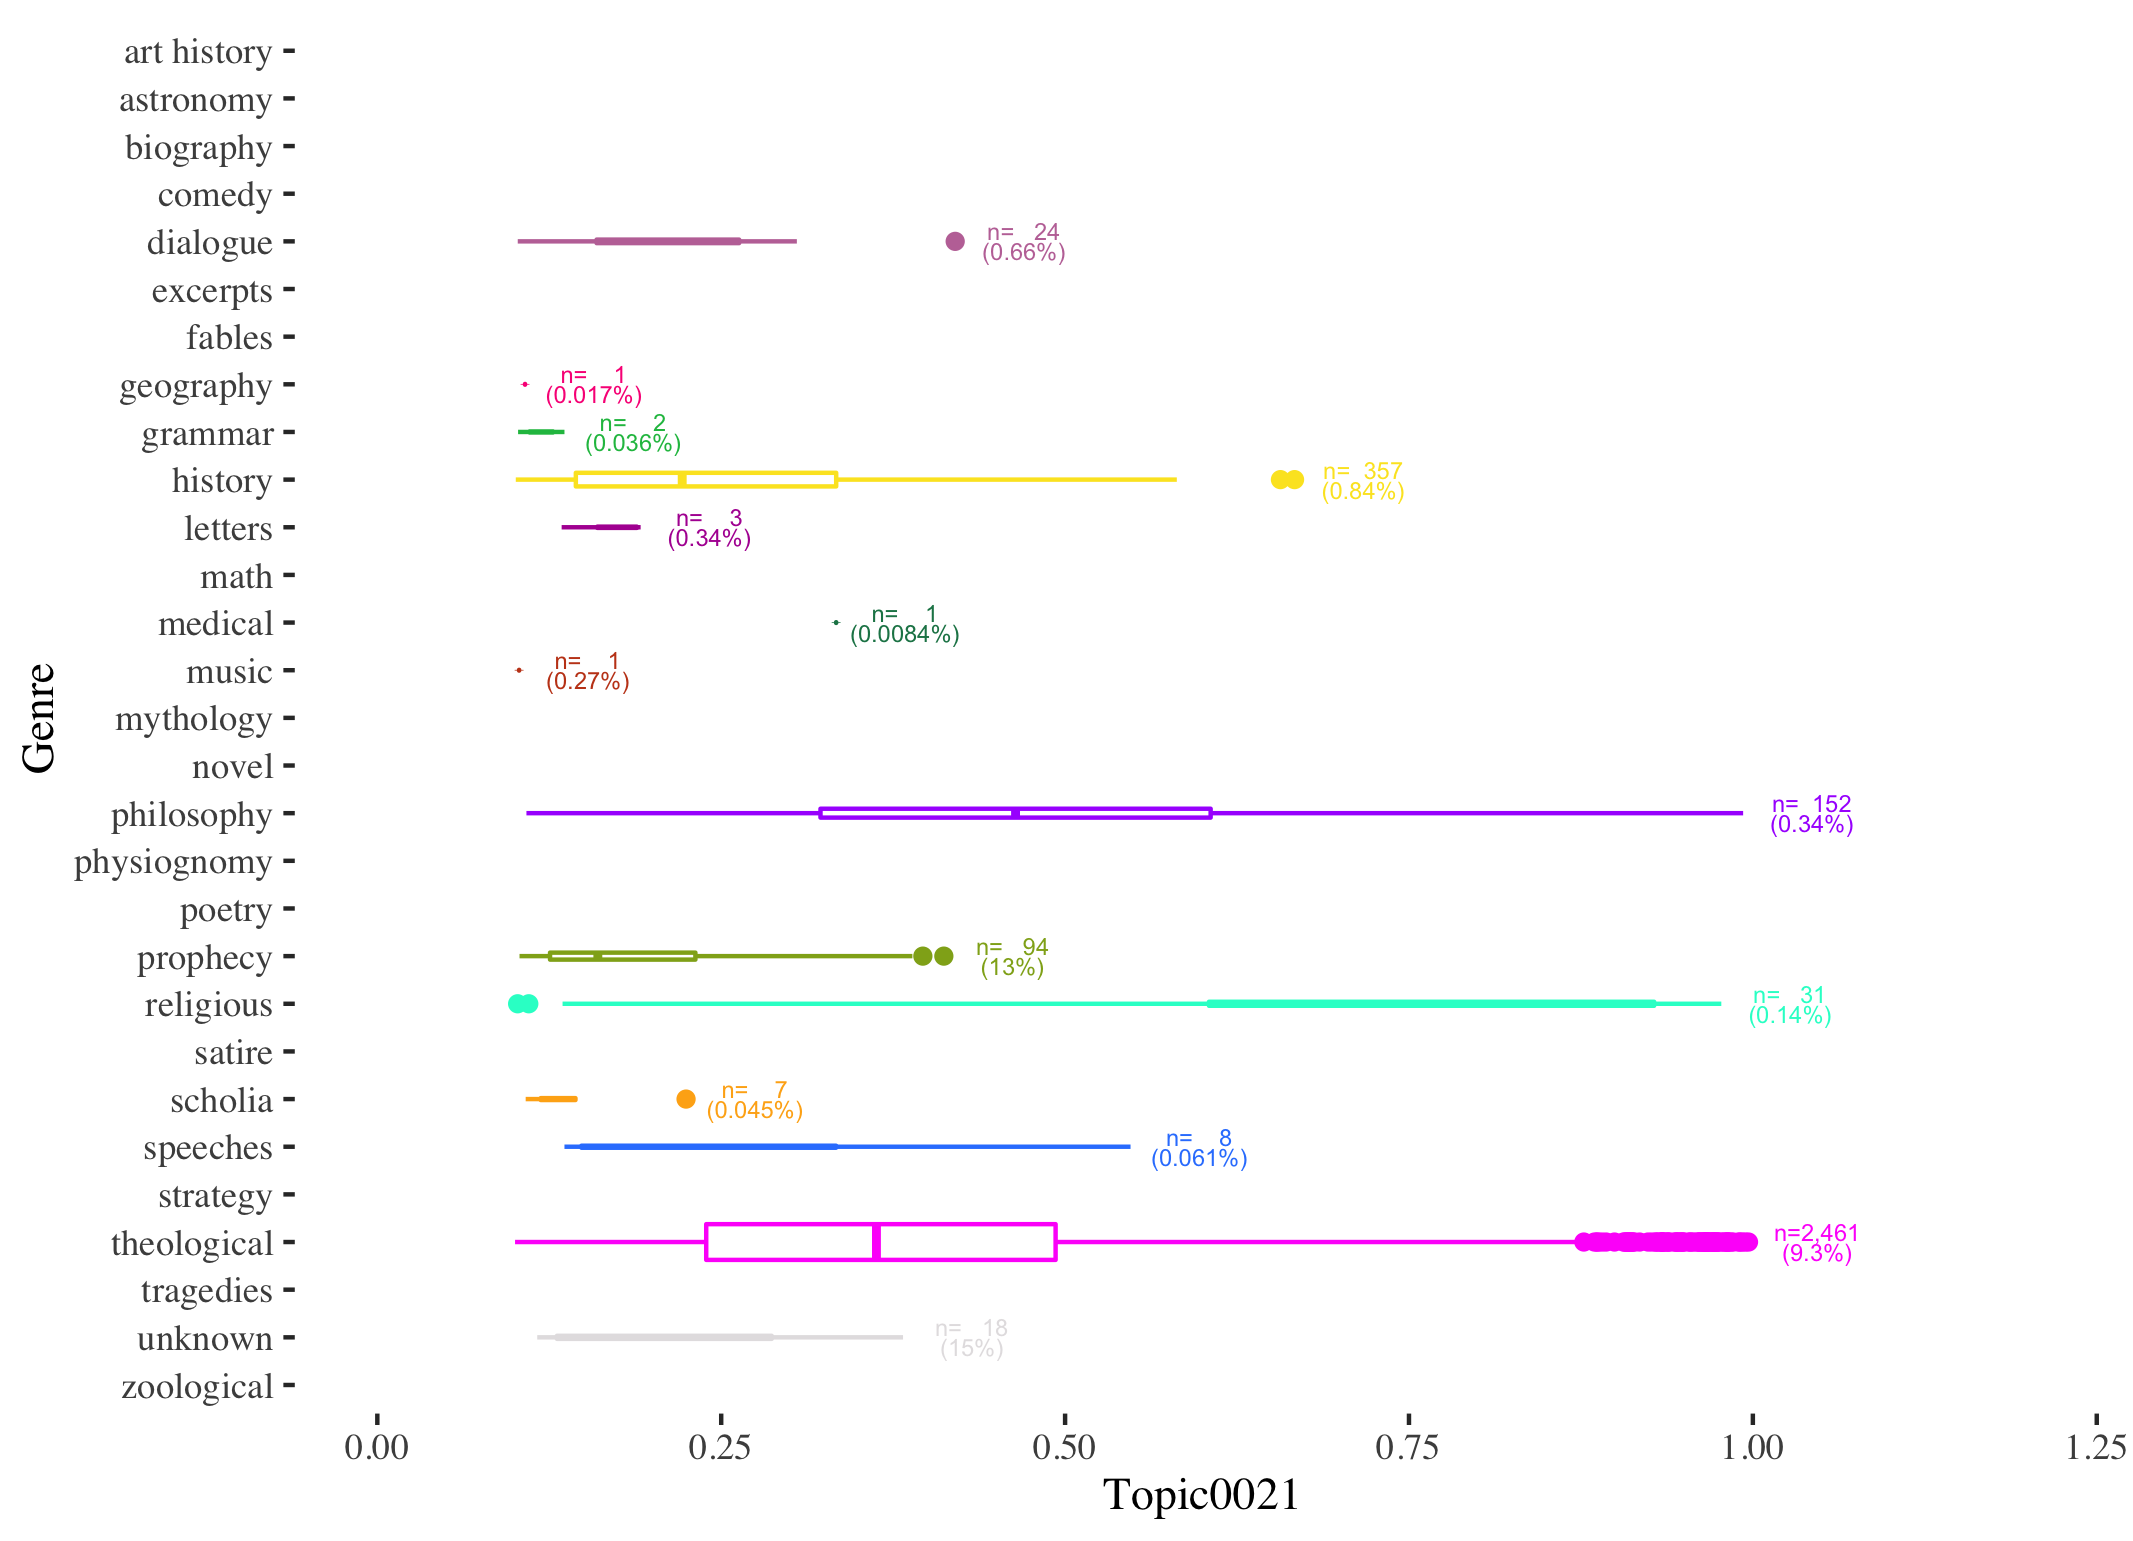 art history
astronomy
biography
comedy
dialogue
n= 24
(0.66%)
excerpts
fables
geography
n= 1
(0.017%)
grammar
n= 2
(0.036%)
history
n= 357
(0.84%)
letters
n= 3
(0.34%)
math
medical
n= 1
(0.0084%)
music
n= 1
(0.27%)
mythology
novel
philosophy
n= 152
(0.34%)
physiognomy
poetry
prophecy
n= 94
(13%)
religious
n= 31
(0.14%)
satire
scholia
n= 7
(0.045%)
speeches
n= 8
(0.061%)
strategy
theological
n=2,461
(9.3%)
tragedies
unknown
n= 18
(15%)
zoological
Genre
0.00 0.25 0.50 0.75 1.00 1.25
Topic0021